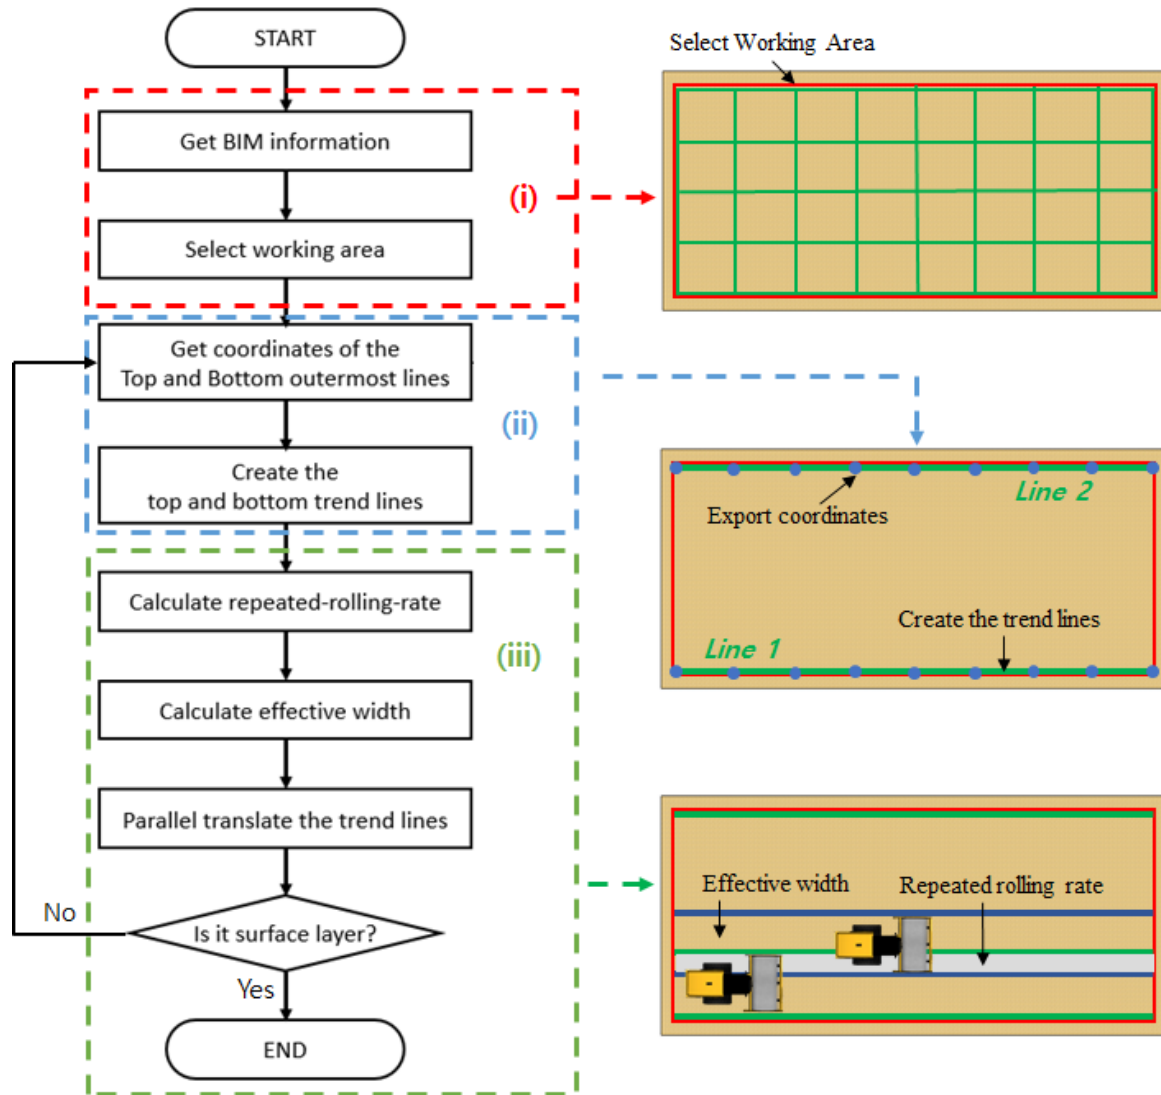 START
Get BIM information
Select working area
(i)
Get coordinates of the
Top and Bottom outermost lines
Create the
top and bottom trend lines
(ii)
Calculate repeated-rolling-rate
Calculate effective width
Parallel translate the trend lines
(iii)
Is it surface layer?
No
Yes
END
Select Working Area
Line 2
Export coordinates
Create the trend lines
Line 1
Effective width
Repeated rolling rate